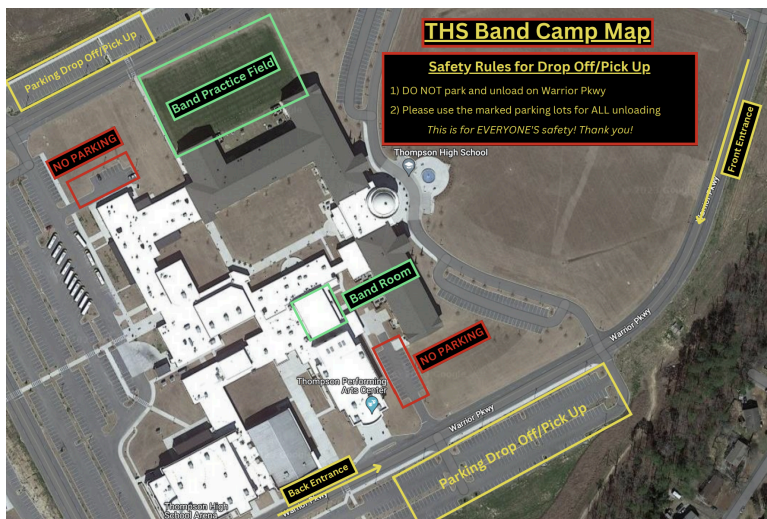 THS Band Camp Map
Safety Rules for Drop Off/Pick Up
1) DO NOT park and unload on Warrior Pkwy
2) Please use the marked parking lots for ALL unloading
This is for EVERYONE'S safety! Thank you!
Parking Drop Off/Pick Up
Band Practice Field
NO PARKING
Thompson High School
Front Entrance
Pkwy
Band Room
Warrior Pkwy
NO PARKING
Thompson Performing
Arts Center
Warrior Pkwy
Parking Drop Off/Pick Up
Back Entrance
Warrior Pkwy
Thompson High
School Arena